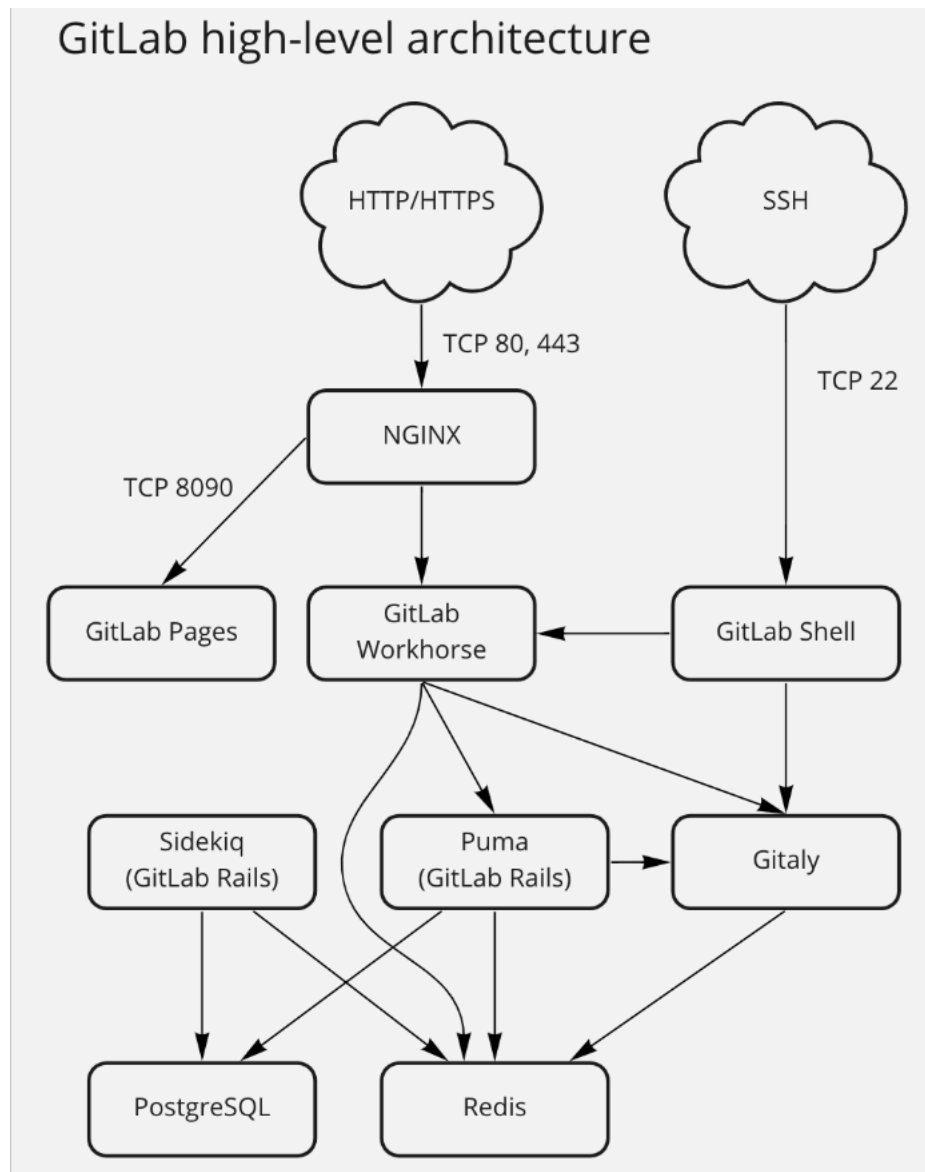 GitLab high-level architecture
HTTP/HTTPS
SSH
TCP 80, 443
TCP 22
NGINX
TCP 8090
GitLab Pages
GitLab
Workhorse
GitLab Shell
Sidekiq
(GitLab Rails)
Puma
(GitLab Rails)
Gitaly
PostgreSQL
Redis